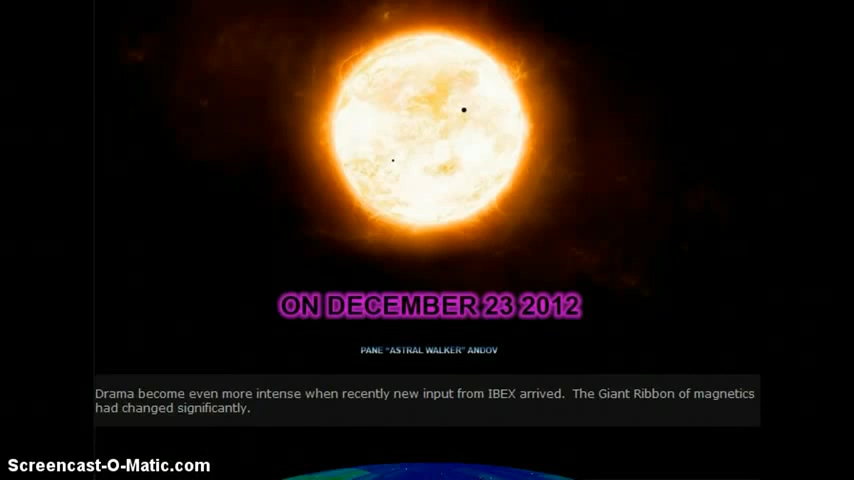 ON DECEMBER 23 2012
PANE "ASTRAL WALKER" ANDOV
Drama become even more intense when recently new input from IBEX arrived.  The Giant Ribbon of magnetics
had changed significantly.
Screencast-O-Matic.com